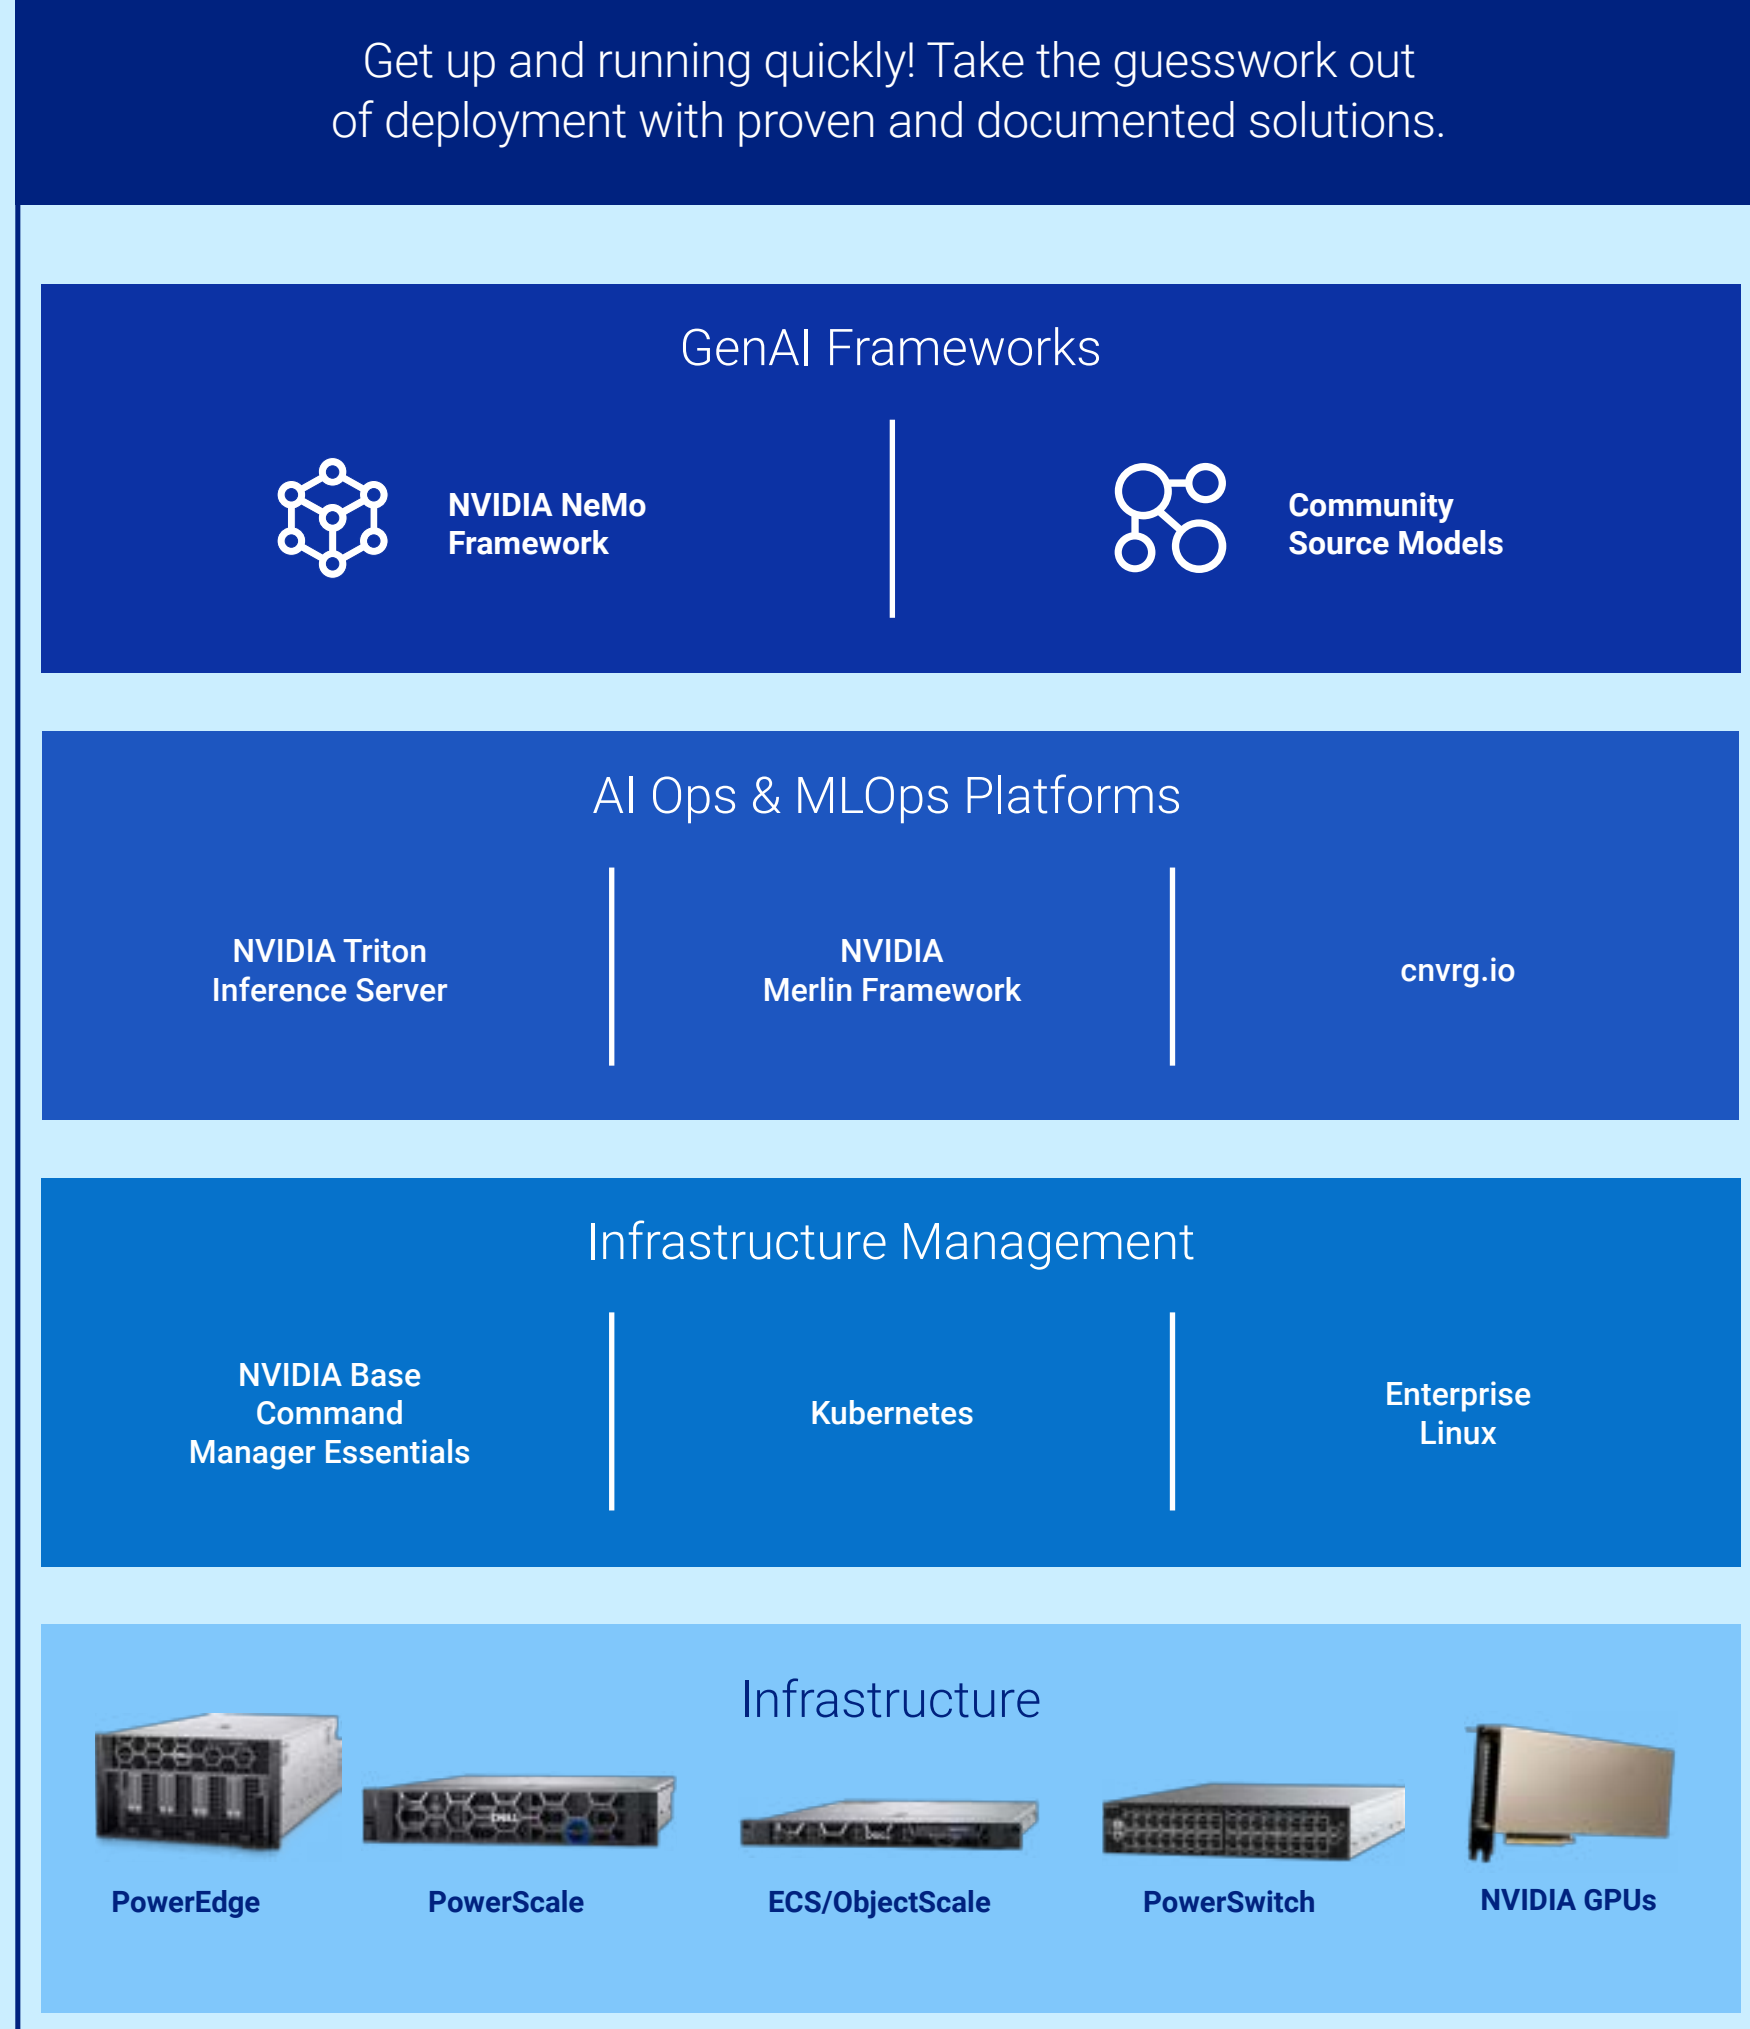 Get up and running quickly! Take the guesswork out
of deployment with proven and documented solutions.
GenAI Frameworks
NVIDIA NeMo
Framework
Community
Source Models
AI Ops & MLOps Platforms
NVIDIA Triton
Inference Server
NVIDIA
Merlin Framework
cnvrg.io
Infrastructure Management
NVIDIA Base
Command
Manager Essentials
Kubernetes
Enterprise
Linux
Infrastructure
DELL
DELL
PowerEdge
PowerScale
ECS/ObjectScale
PowerSwitch
NVIDIA GPUs